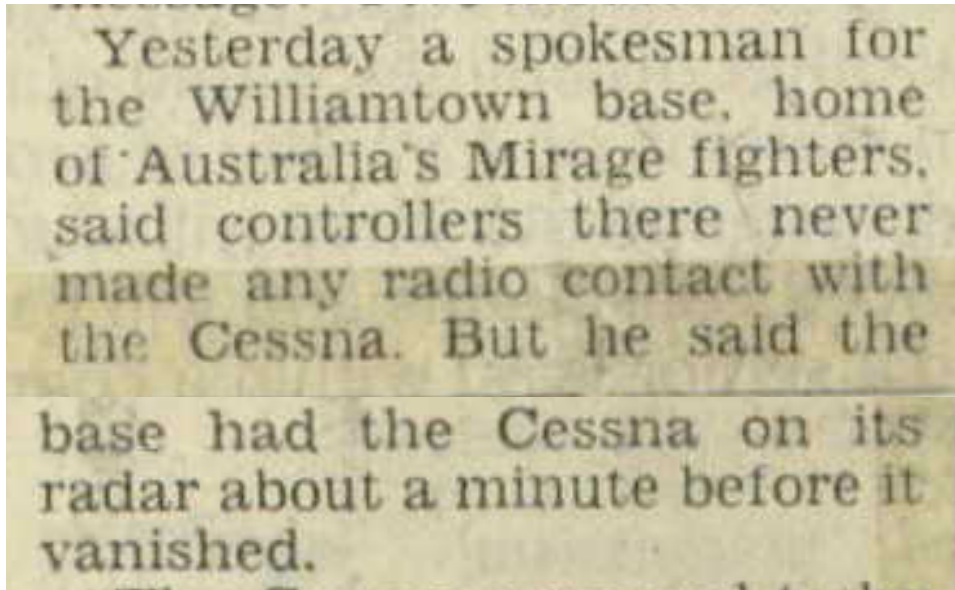 Yesterday a spokesman for
the Williamtown base, home
of Australia's Mirage fighters,
said controllers there never
made any radio contact with
the Cessna. But he said the
base had the Cessna on its
radar about a minute before it
vanished.